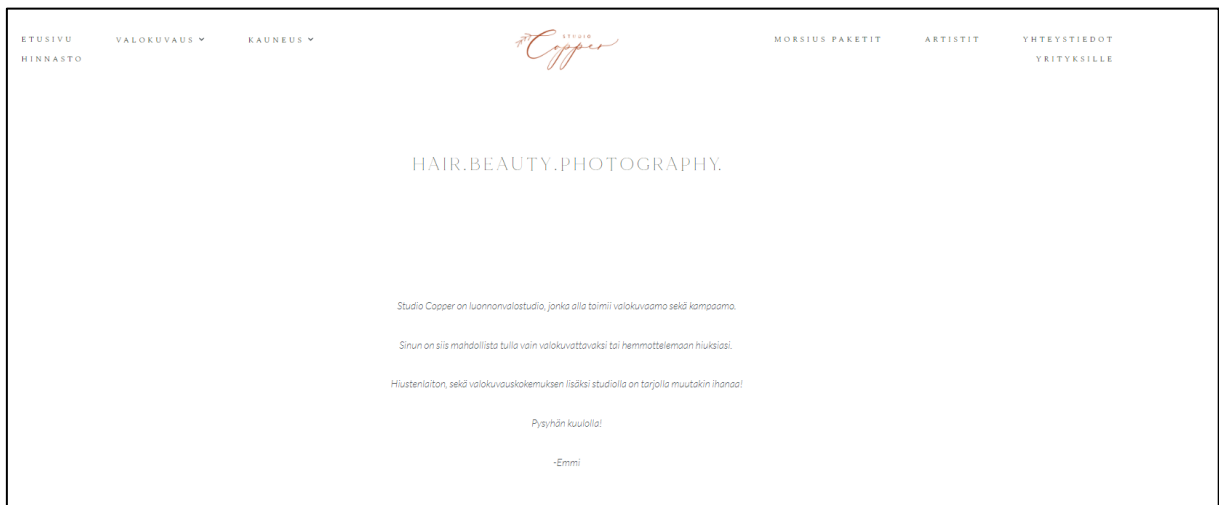 ETUSIVU VALOKUVAUS KAUNEUS
HINNASTO
STUDIO
Copper
MORSIUS PAKETIT ARTISTIT YHTEYSTIEDOT
YRITYKSILLE
HAIR.BEAUTY.PHOTOGRAPHY.
Studio Copper on luonnonvalostudio, jonka alla toimii valokuvaamo sekä kampaamo.
Sinun on siis mahdollista tulla vain valokuvattavaksi tai hemmottelemaan hiuksiasi.
Hiustenlaiton, sekä valokuvauskokemuksen lisäksi studiolla on tarjolla muutakin ihanaa!
Pysyhän kuulolla!
-Emmi